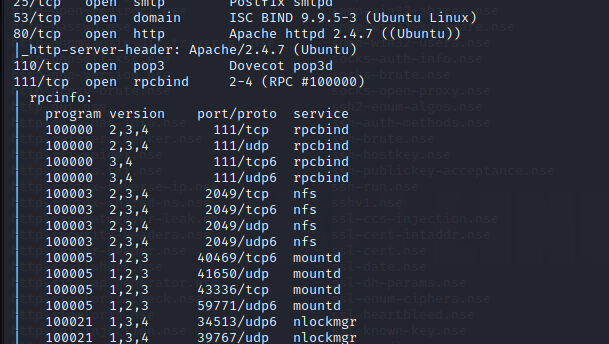 25/tcp open smtp Postfix smtpd
53/tcp open domain ISC BIND 9.9.5-3 (Ubuntu Linux)
80/tcp open http Apache httpd 2.4.7 ((Ubuntu))
|_http-server-header: Apache/2.4.7 (Ubuntu)
110/tcp open pop3 Dovecot pop3d
111/tcp open rpcbind 2-4 (RPC #100000)
| rpcinfo:
| program version port/proto service
| 100000 2,3,4 111/tcp rpcbind
| 100000 2,3,4 111/udp rpcbind
| 100000 3,4 111/tcp6 rpcbind
| 100000 3,4 111/udp6 rpcbind
| 100003 2,3,4 2049/tcp nfs
| 100003 2,3,4 2049/tcp6 nfs
| 100003 2,3,4 2049/udp nfs
| 100003 2,3,4 2049/udp6 nfs
| 100005 1,2,3 40469/tcp6 mountd
| 100005 1,2,3 41650/udp mountd
| 100005 1,2,3 43336/tcp mountd
| 100005 1,2,3 59771/udp6 mountd
| 100021 1,3,4 34513/udp6 nlockmgr
| 100021 1,3,4 39767/udp nlockmgr